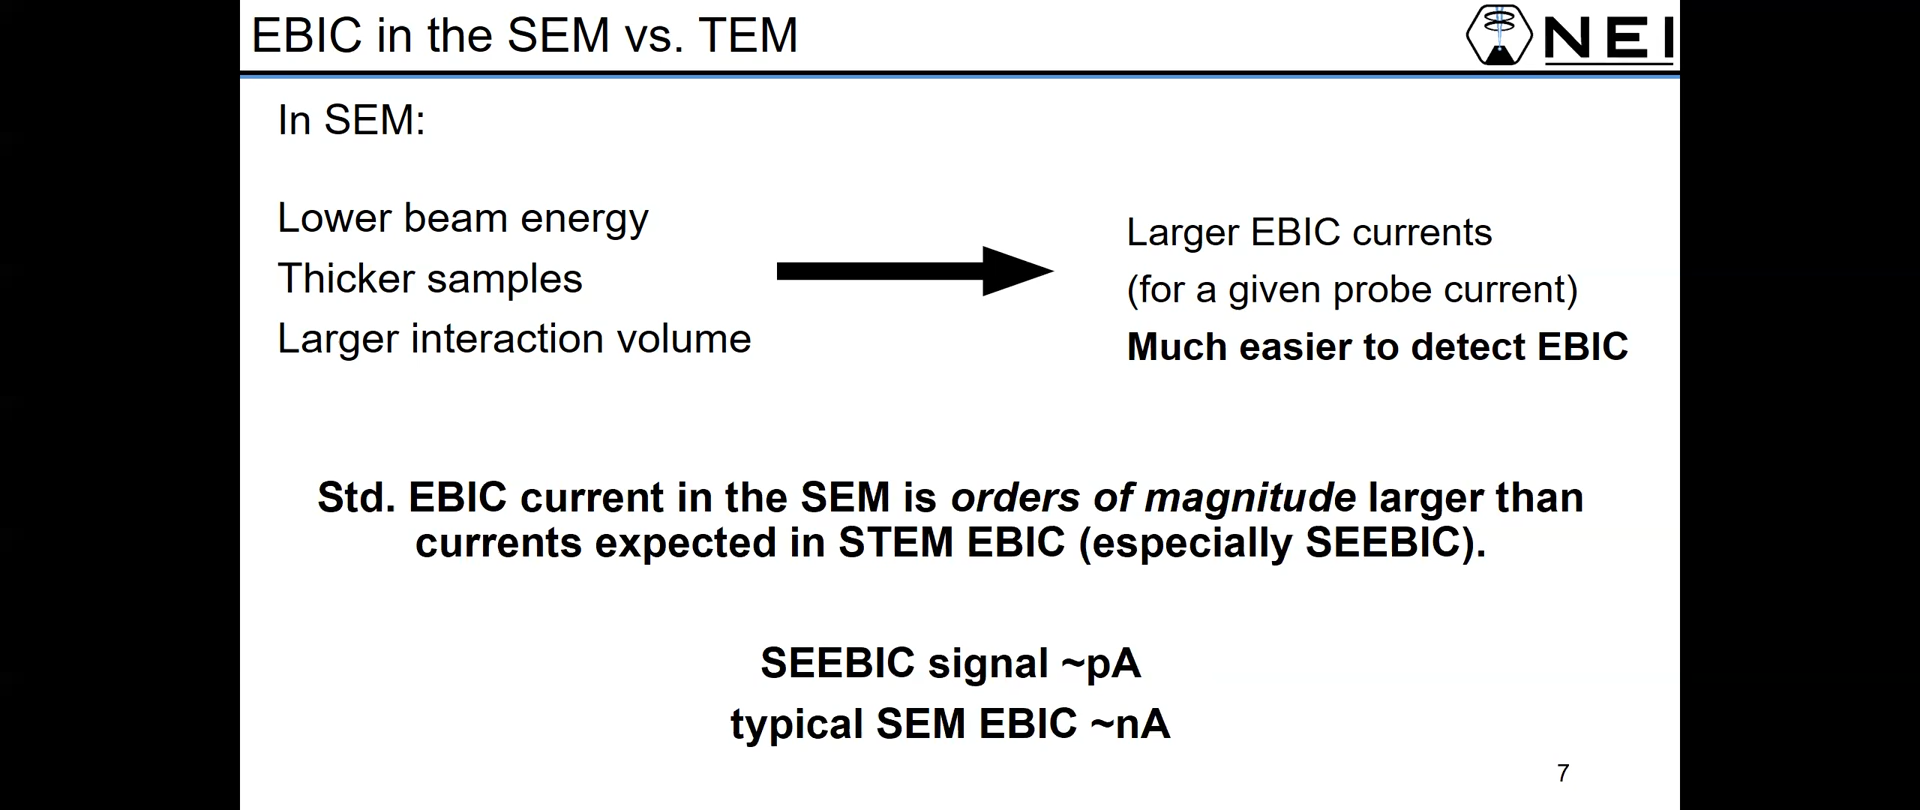 EBIC in the SEM vs. TEM
NEI
In SEM:
Lower beam energy
Thicker samples
Larger interaction volume
Larger EBIC currents
(for a given probe current)
Much easier to detect EBIC
Std. EBIC current in the SEM is orders of magnitude larger than
currents expected in STEM EBIC (especially SEEBIC).
SEEBIC signal ~pA
typical SEM EBIC ~nA
7